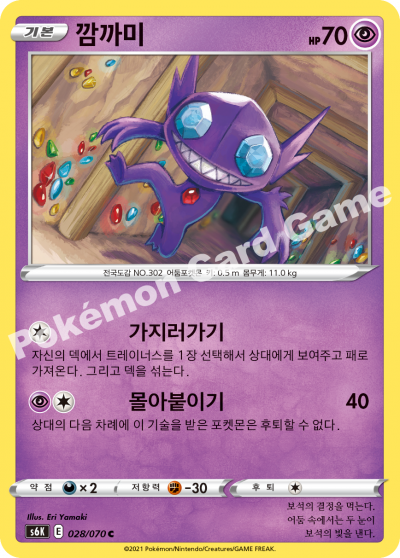 기본 깜까미 HP 70
전국도감 NO.302 어둠포켓몬 키: 0.5 m 몸무게: 11.0 kg
Pokémon Card Game
가지러가기
자신의 덱에서 트레이너스를 1장 선택해서 상대에게 보여주고 패로
가져온다. 그리고 덱을 섞는다.
몰아붙이기 40
상대의 다음 차례에 이 기술을 받은 포켓몬은 후퇴할 수 없다.
약점 ×2 저항력 -30 후퇴
Illus. Eri Yamaki
s6K E 028/070 C
보석의 결정을 먹는다.
어둠 속에서는 두 눈이
보석의 빛을 낸다.
©2021 Pokémon/Nintendo/Creatures/GAME FREAK.